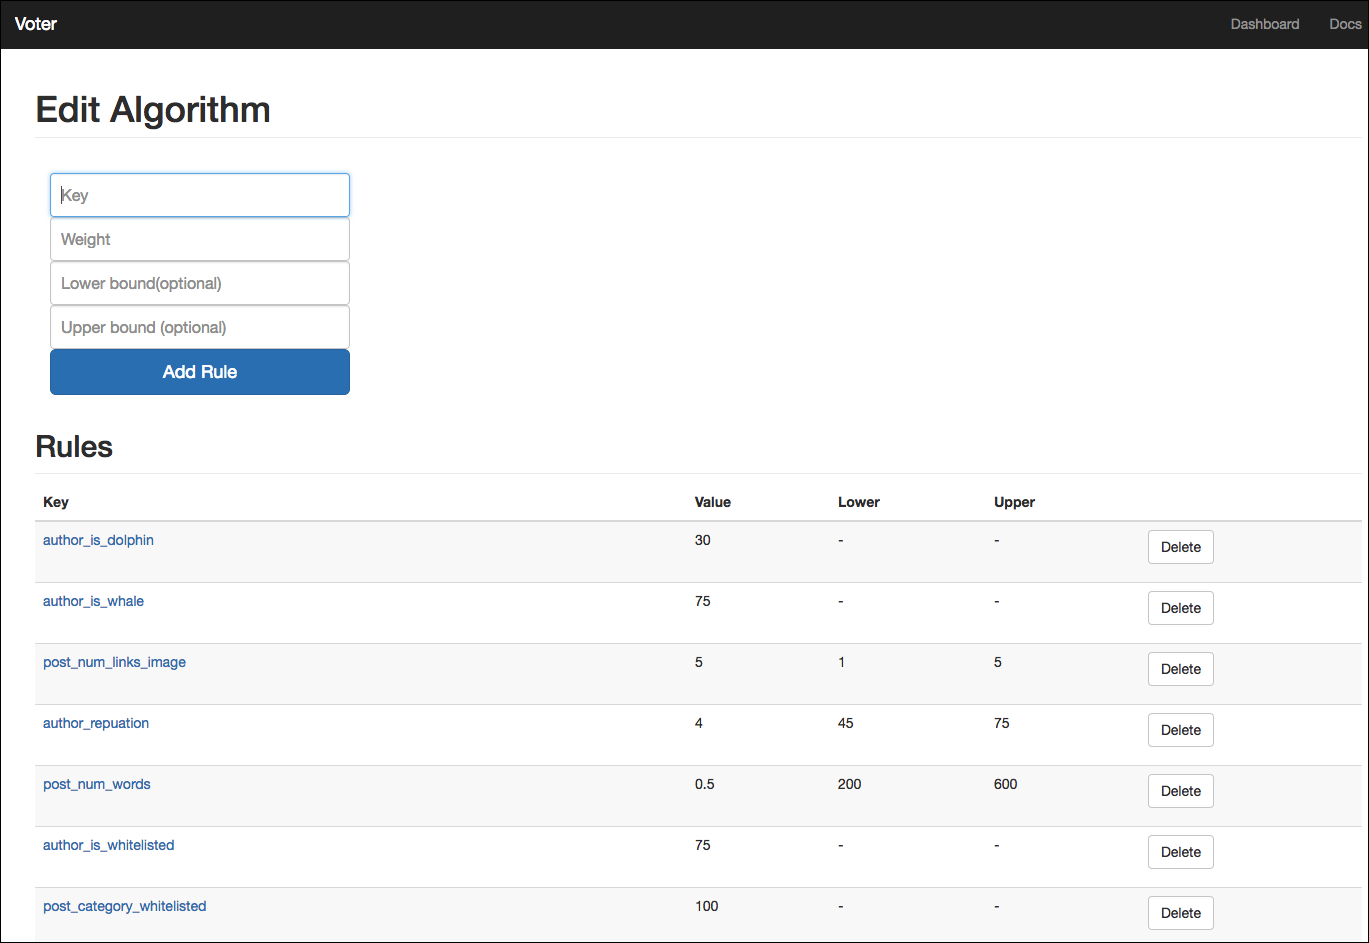 Voter Dashboard Docs
Edit Algorithm
Key
Weight
Lower bound(optional)
Upper bound (optional)
Add Rule
Rules
Key Value Lower Upper
author_is_dolphin 30 - - Delete
author_is_whale 75 - - Delete
post_num_links_image 5 1 5 Delete
author_repuation 4 45 75 Delete
post_num_words 0.5 200 600 Delete
author_is_whitelisted 75 - - Delete
post_category_whitelisted 100 - - Delete